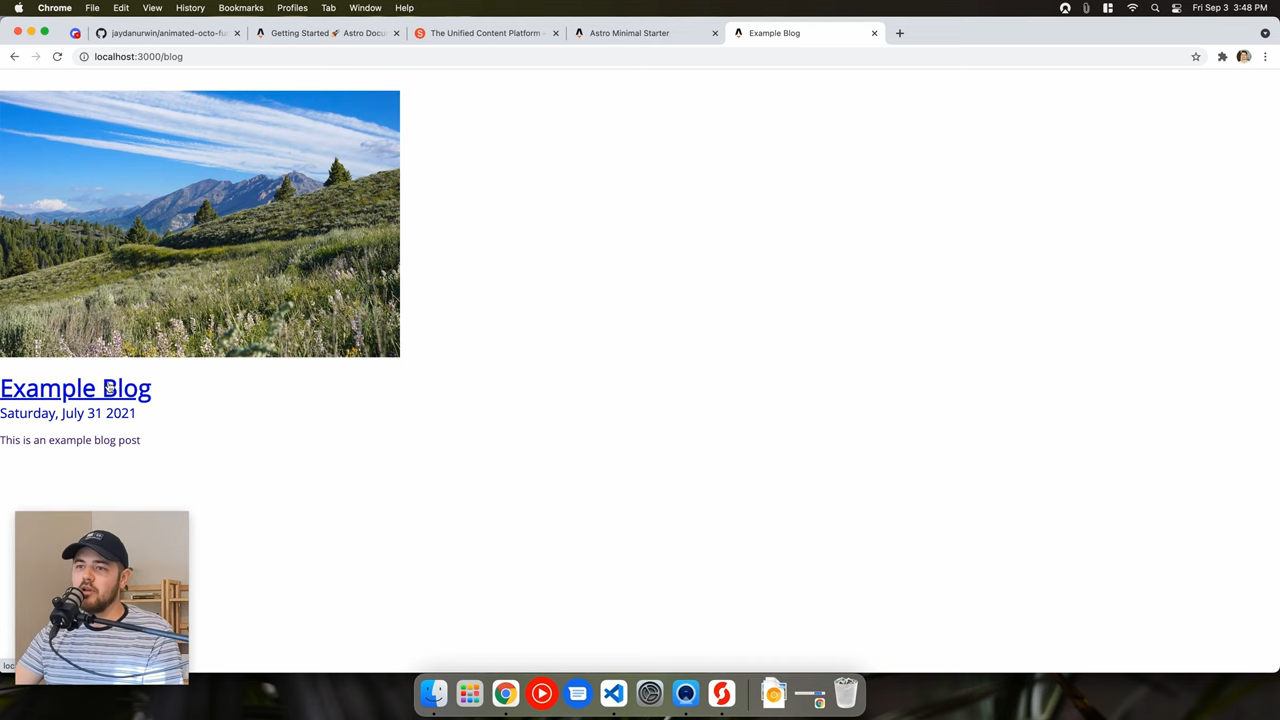 Chrome File Edit View History Bookmarks Profiles Tab Window Help
Fri Sep 3 3:48 PM
jaydanurwin/animated-octo-fu
Getting Started 🚀 Astro Docu
The Unified Content Platform -
Astro Minimal Starter
Example Blog
localhost:3000/blog
Example Blog
Saturday, July 31 2021
This is an example blog post
loc